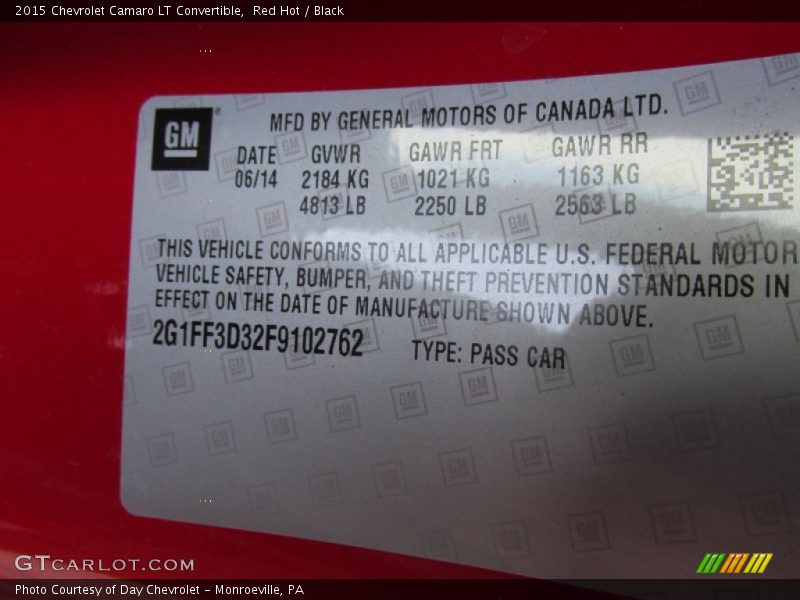 2015 Chevrolet Camaro LT Convertible, Red Hot / Black
GM
MFD BY GENERAL MOTORS OF CANADA LTD.
DATE GVWR GAWR FRT GAWR RR
06/14 2184 KG 1021 KG 1163 KG
4813 LB 2250 LB 2563 LB
THIS VEHICLE CONFORMS TO ALL APPLICABLE U.S. FEDERAL MOTOR
VEHICLE SAFETY, BUMPER, AND THEFT PREVENTION STANDARDS IN
EFFECT ON THE DATE OF MANUFACTURE SHOWN ABOVE.
2G1FF3D32F9102762 TYPE: PASS CAR
GTCARLOT.COM
Photo Courtesy of Day Chevrolet - Monroeville, PA